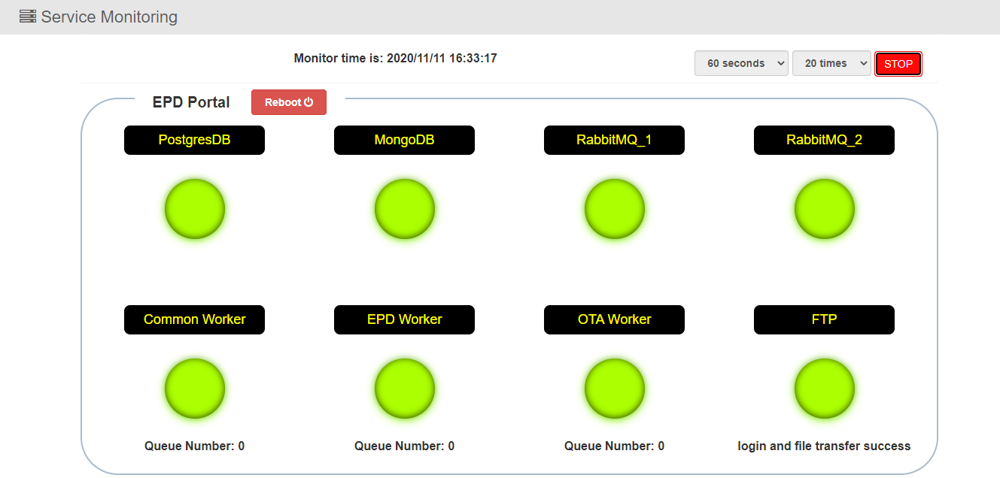 Service Monitoring
Monitor time is: 2020/11/11 16:33:17
60 seconds
20 times
STOP
EPD Portal
Reboot
PostgresDB
MongoDB
RabbitMQ_1
RabbitMQ_2
Common Worker
EPD Worker
OTA Worker
FTP
Queue Number: 0
Queue Number: 0
Queue Number: 0
login and file transfer success